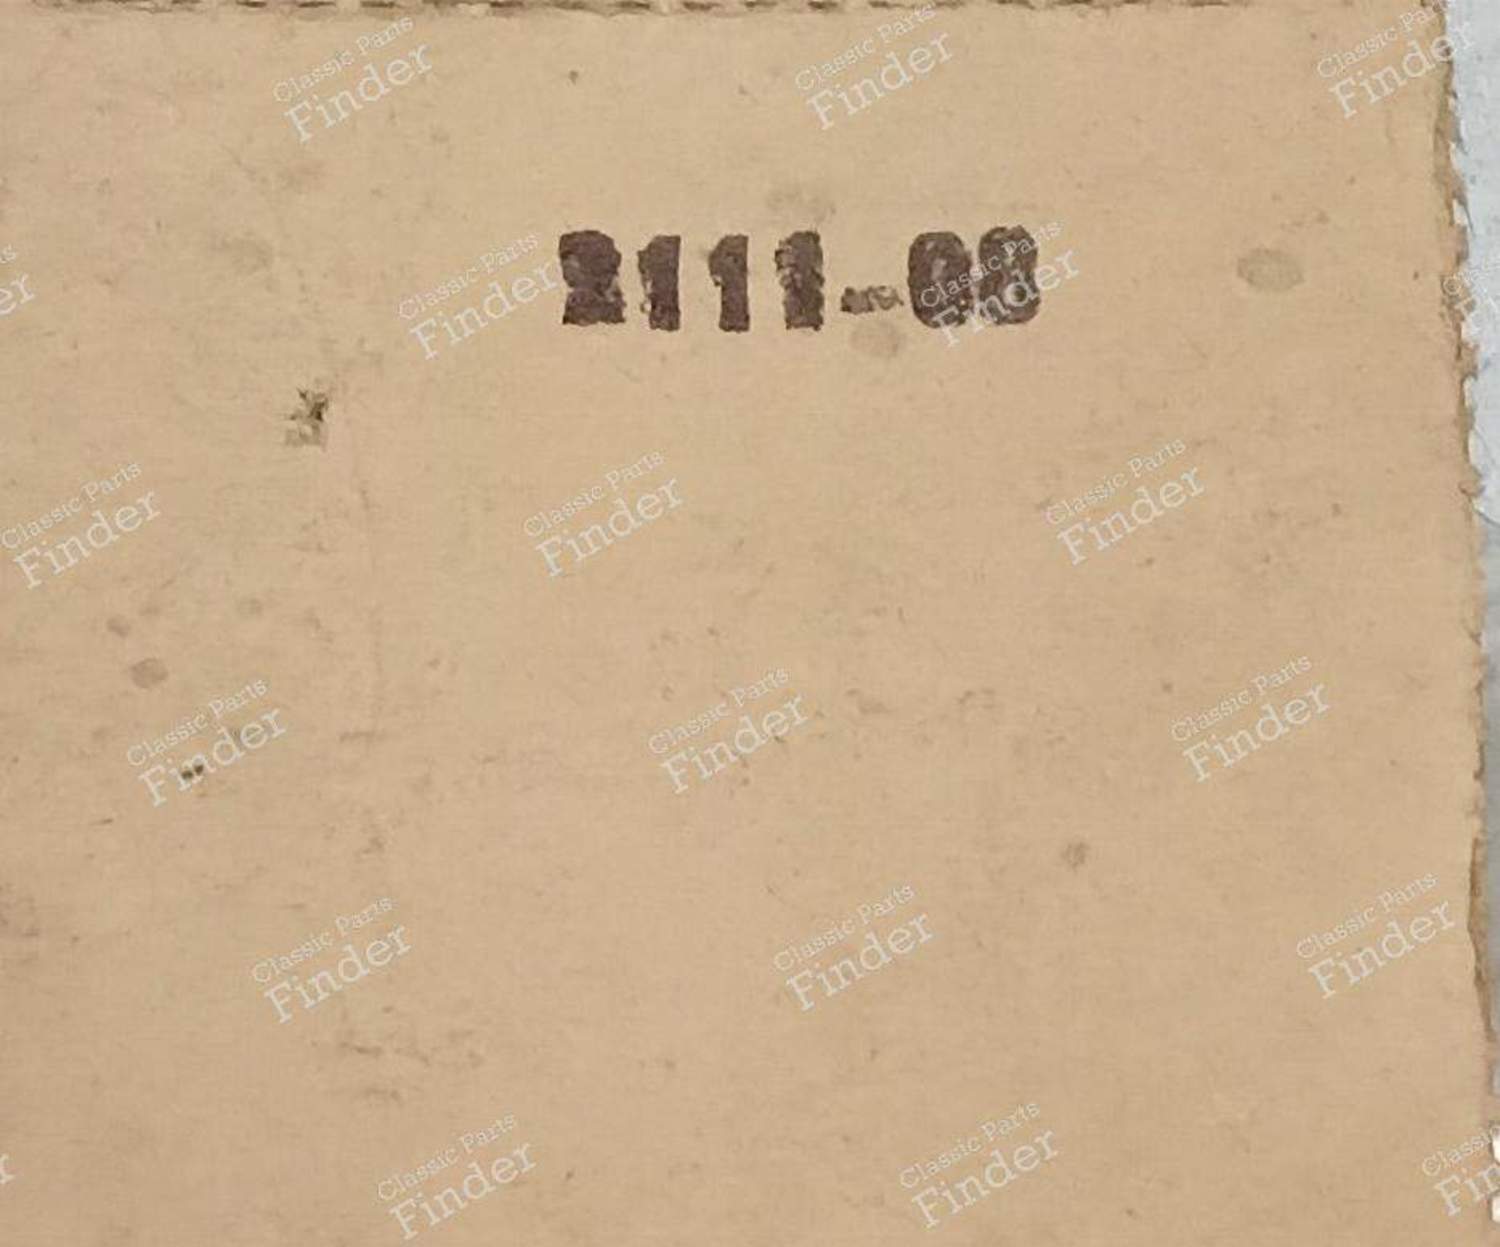 2111-08
Classic Parts
Finder